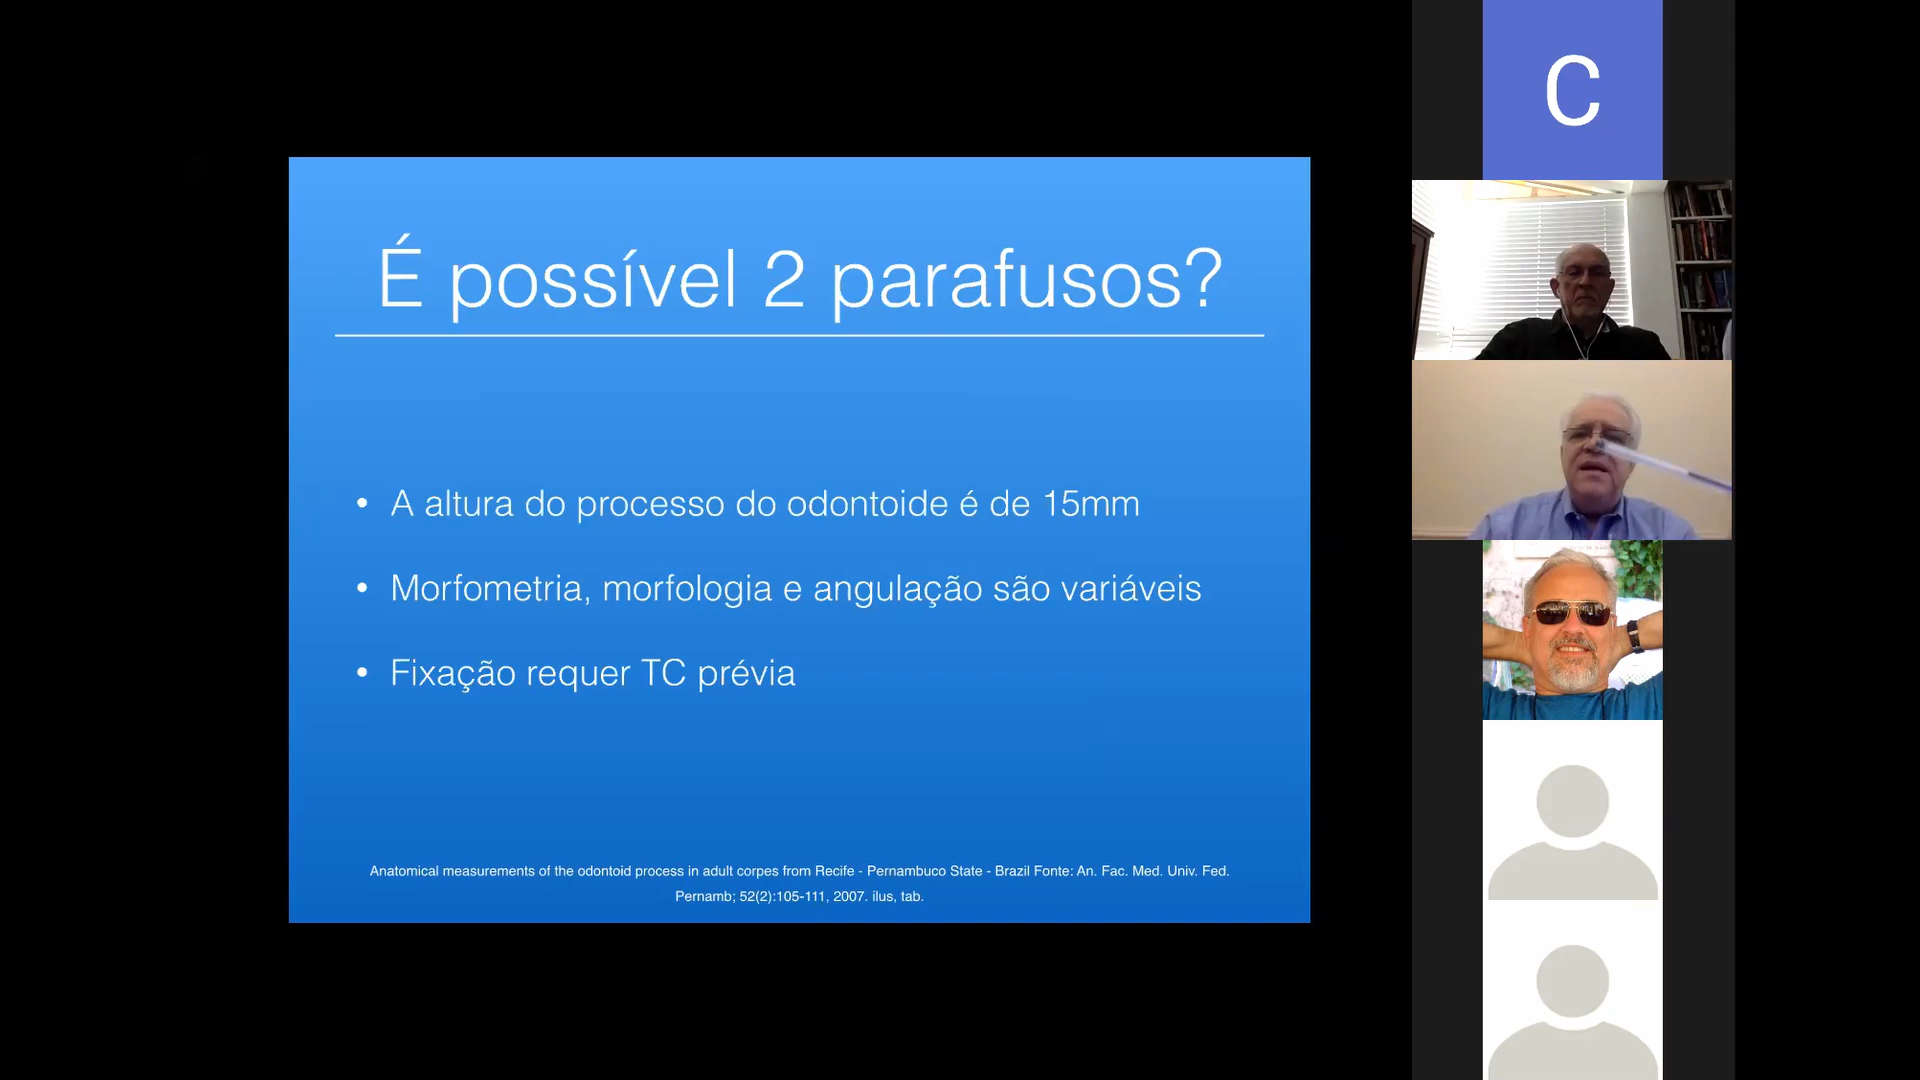 É possível 2 parafusos?
• A altura do processo do odontoide é de 15mm
• Morfometria, morfologia e angulação são variáveis
• Fixação requer TC prévia
Anatomical measurements of the odontoid process in adult corpes from Recife - Pernambuco State - Brazil Fonte: An. Fac. Med. Univ. Fed.
Pernamb; 52(2):105-111, 2007. ilus, tab.
C